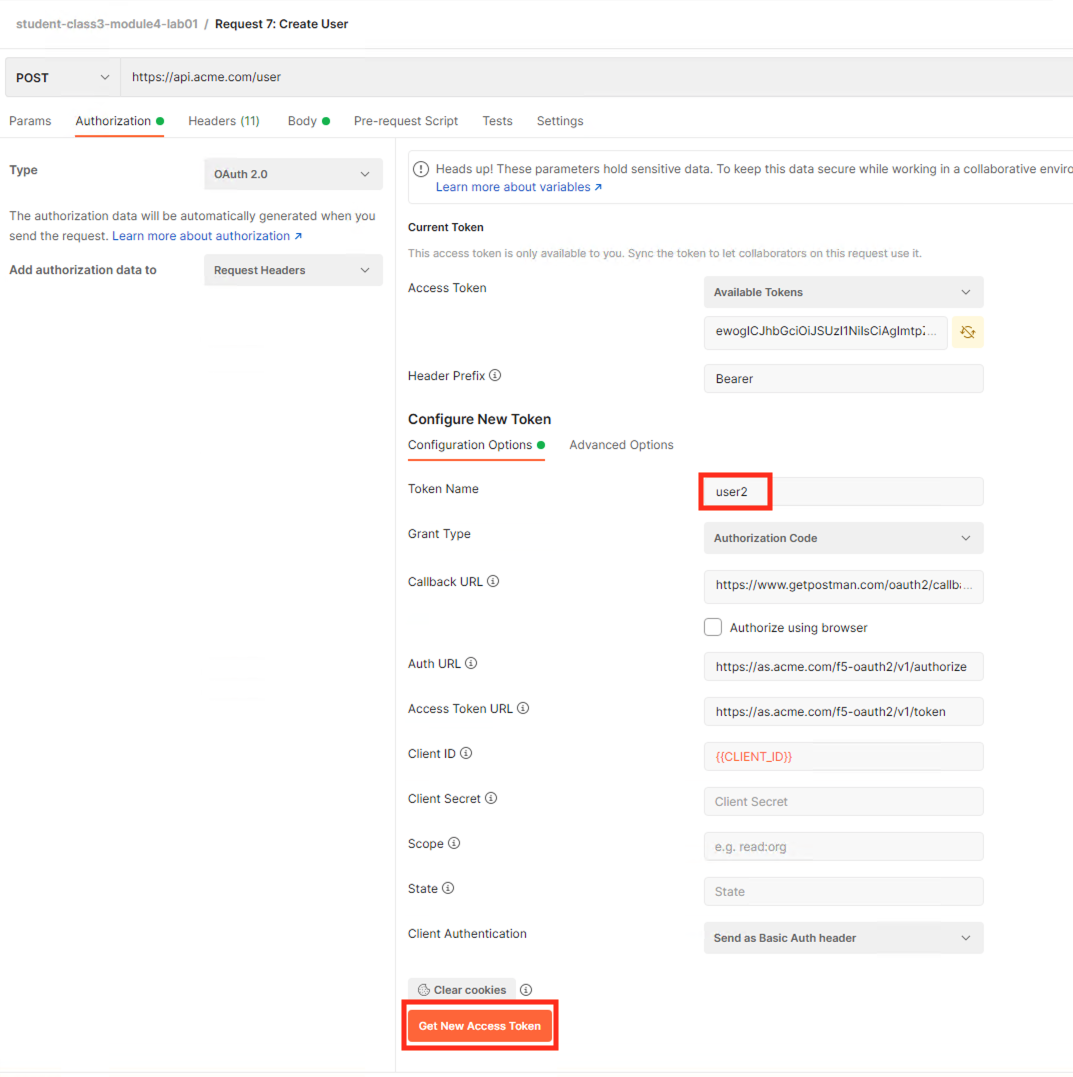 student-class3-module4-lab01 / Request 7: Create User
POST https://api.acme.com/user
Params Authorization Headers (11) Body Pre-request Script Tests Settings
Type OAuth 2.0
The authorization data will be automatically generated when you
send the request. Learn more about authorization ↗
Add authorization data to Request Headers
Heads up! These parameters hold sensitive data. To keep this data secure while working in a collaborative enviro
Learn more about variables ↗
Current Token
This access token is only available to you. Sync the token to let collaborators on this request use it.
Access Token Available Tokens
ewogICJhbGciOiJSUzI1NiIsCiAgImtpZ...
Header Prefix Bearer
Configure New Token
Configuration Options Advanced Options
Token Name user2
Grant Type Authorization Code
Callback URL https://www.getpostman.com/oauth2/callba...
Authorize using browser
Auth URL https://as.acme.com/f5-oauth2/v1/authorize
Access Token URL https://as.acme.com/f5-oauth2/v1/token
Client ID {{CLIENT_ID}}
Client Secret Client Secret
Scope e.g. read:org
State State
Client Authentication Send as Basic Auth header
Clear cookies
Get New Access Token